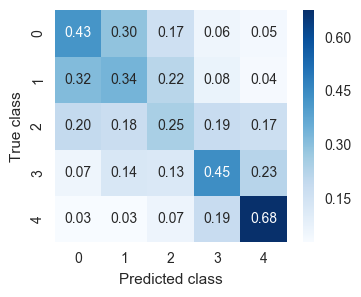 True class
0 0.43 0.30 0.17 0.06 0.05
1 0.32 0.34 0.22 0.08 0.04
2 0.20 0.18 0.25 0.19 0.17
3 0.07 0.14 0.13 0.45 0.23
4 0.03 0.03 0.07 0.19 0.68
0 1 2 3 4
Predicted class
0.60
0.45
0.30
0.15